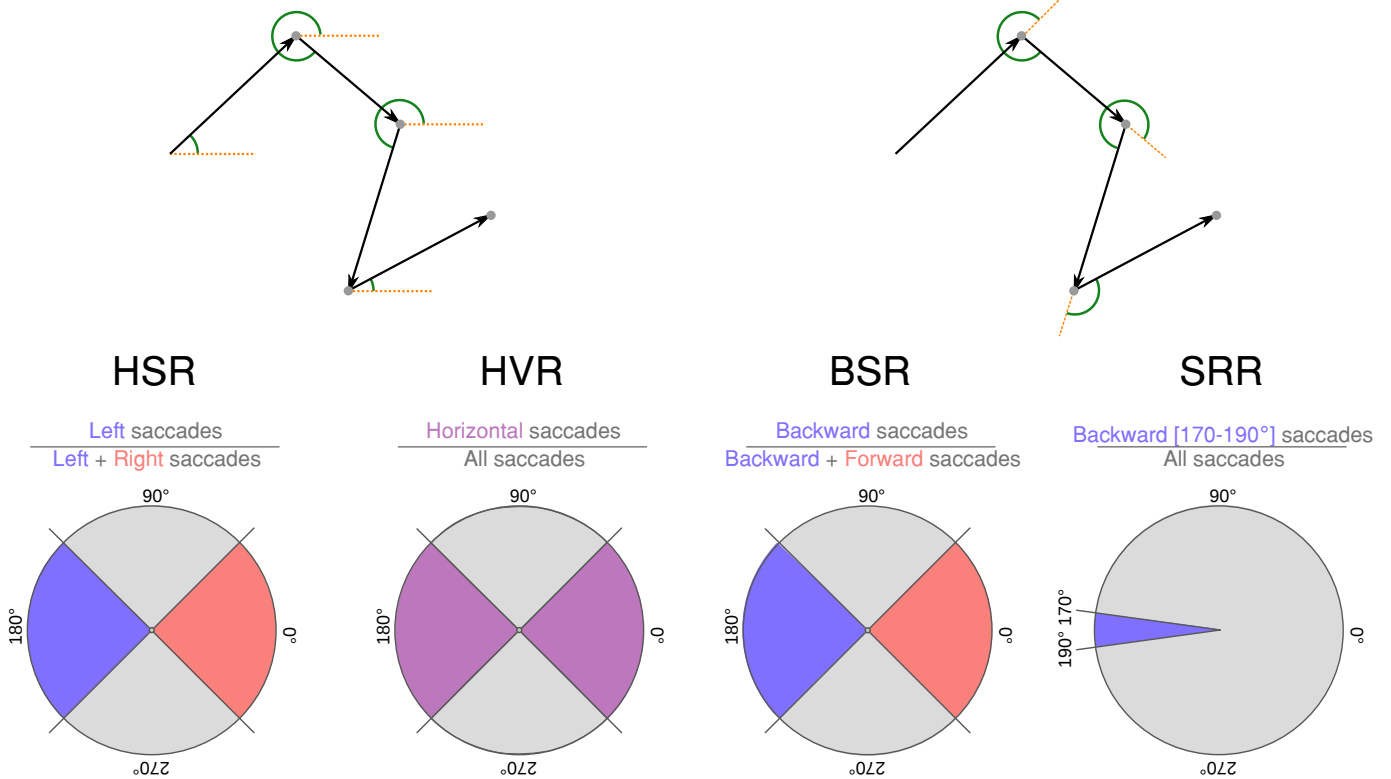 HSR
HVR
BSR
SRR
Left saccades
Left + Right saccades
Horizontal saccades
All saccades
Backward saccades
Backward + Forward saccades
Backward [170-190°] saccades
All saccades
90°
180°
0°
270°
90°
180°
0°
270°
90°
180°
0°
270°
90°
170°
190°
0°
270°